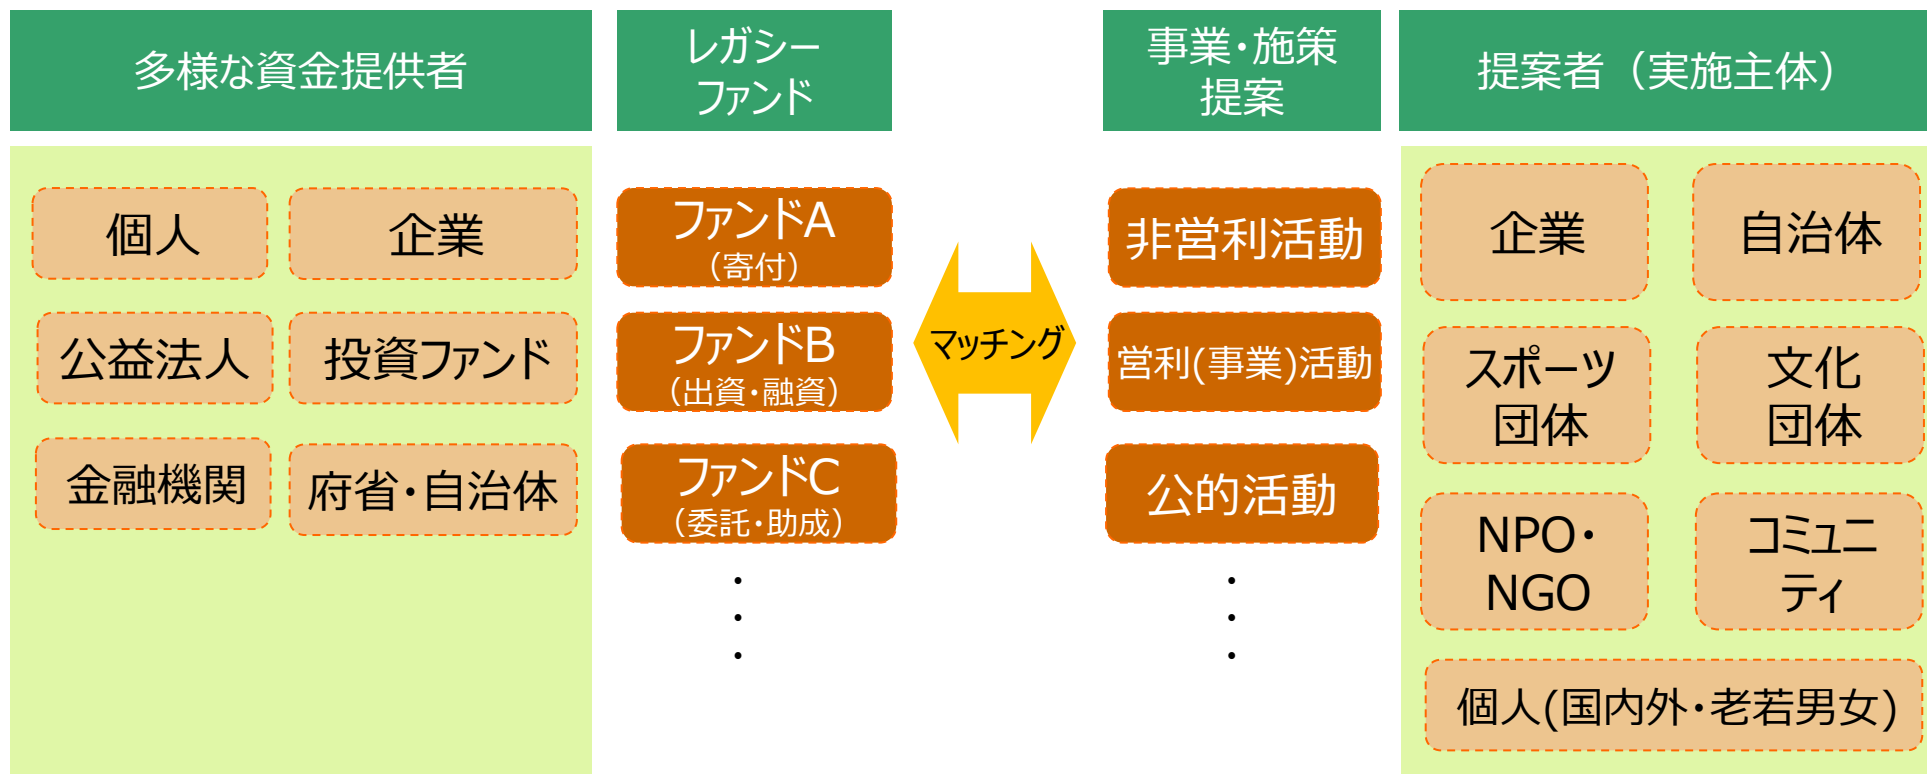 多様な資金提供者
レガシー
ファンド
事業・施策
提案
提案者（実施主体）
個人
企業
公益法人
投資ファンド
金融機関
府省・自治体
ファンドA
（寄付）
ファンドB
（出資・融資）
ファンドC
（委託・助成）
・
・
・
マッチング
非営利活動
営利(事業)活動
公的活動
・
・
・
企業
自治体
スポーツ
団体
文化
団体
NPO・
NGO
コミュニ
ティ
個人(国内外・老若男女)